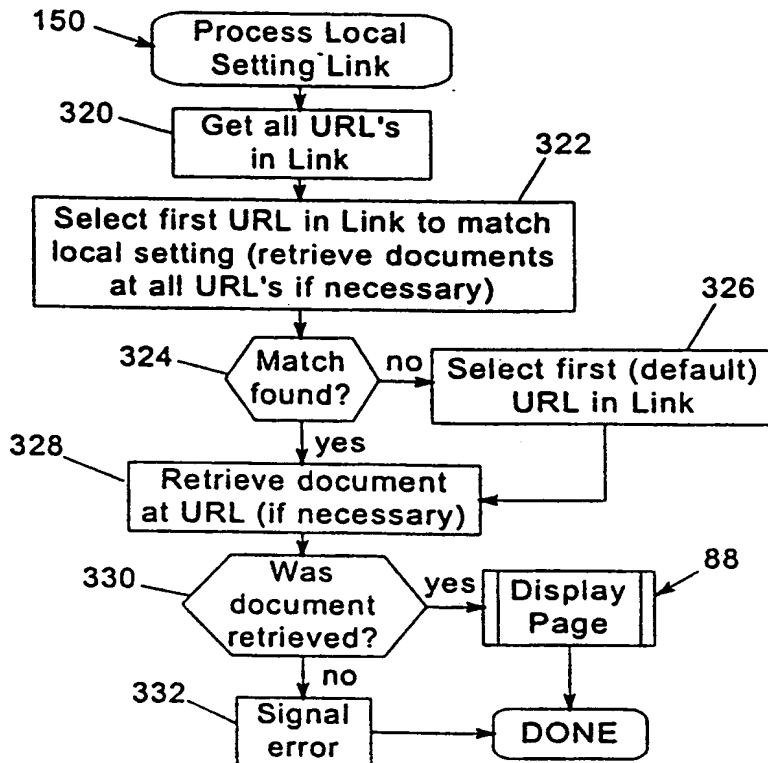 150
Process Local
Setting Link
320
Get all URL's
in Link
322
Select first URL in Link to match
local setting (retrieve documents
at all URL's if necessary)
324
Match
found?
no
326
Select first (default)
URL in Link
yes
328
Retrieve document
at URL (if necessary)
330
Was
document
retrieved?
yes
88
Display
Page
no
332
Signal
error
DONE